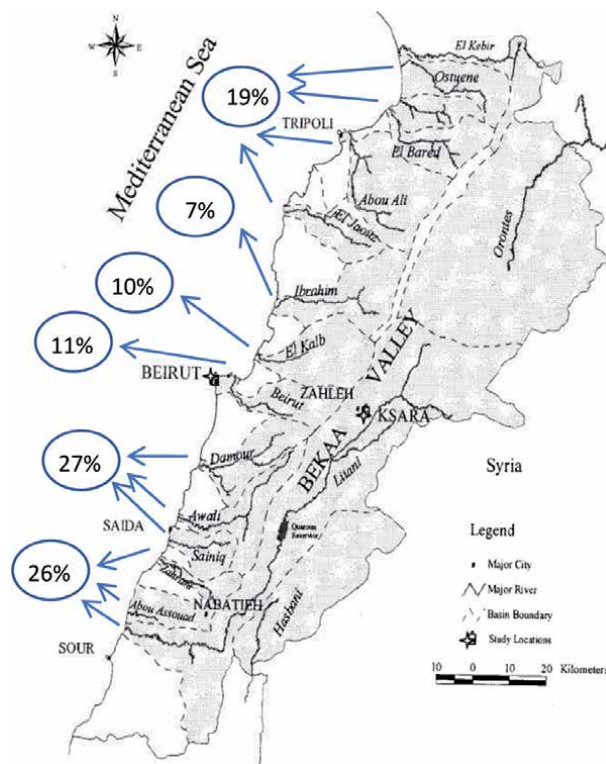 N
W E
S
Mediterranean Sea
El Kebir
Ostuene
19%
TRIPOLI
El Bared
Abou Ali
7%
El Jaouz
Orontes
10%
Ibrahim
11%
El Kalb
BEIRUT
Beirut
ZAHLEH
VALLEY
KSARA
BEKAA
Litani
27%
Damour
Syria
Awali
SAIDA
Sainiq
Qaraoun
Reservoir
Legend
Major City
Major River
Basin Boundary
Study Locations
26%
Zahrani
NABATIEH
Abou Assouad
Hasbani
SOUR
10 0 10 20 Kilometers